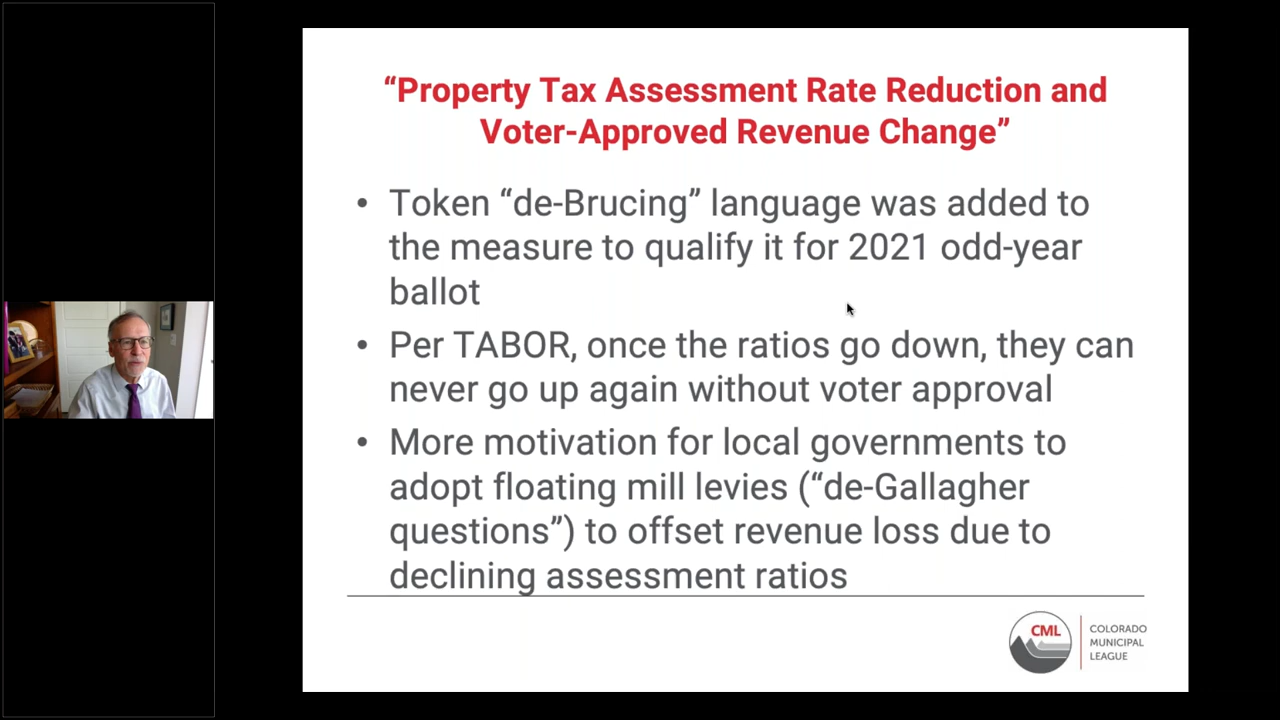 “Property Tax Assessment Rate Reduction and
Voter-Approved Revenue Change”
• Token “de-Brucing” language was added to
the measure to qualify it for 2021 odd-year
ballot
• Per TABOR, once the ratios go down, they can
never go up again without voter approval
• More motivation for local governments to
adopt floating mill levies (“de-Gallagher
questions”) to offset revenue loss due to
declining assessment ratios
CML
COLORADO
MUNICIPAL
LEAGUE